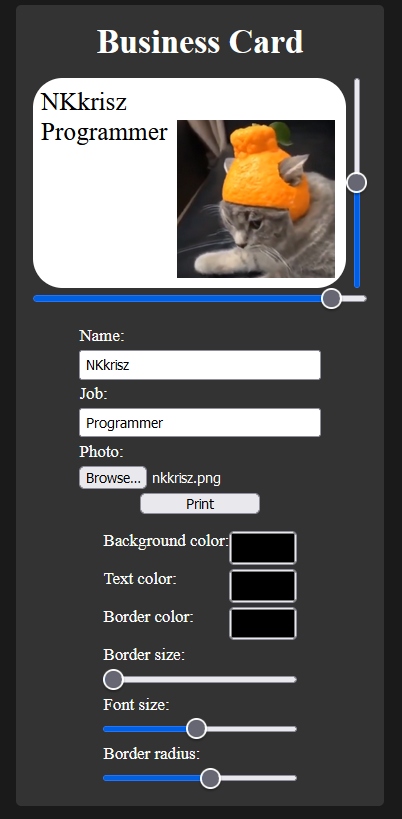 Business Card
NKkrisz
Programmer
Name:
NKkrisz
Job:
Programmer
Photo:
Browse... nkkrisz.png
Print
Background color:
Text color:
Border color:
Border size:
Font size:
Border radius: